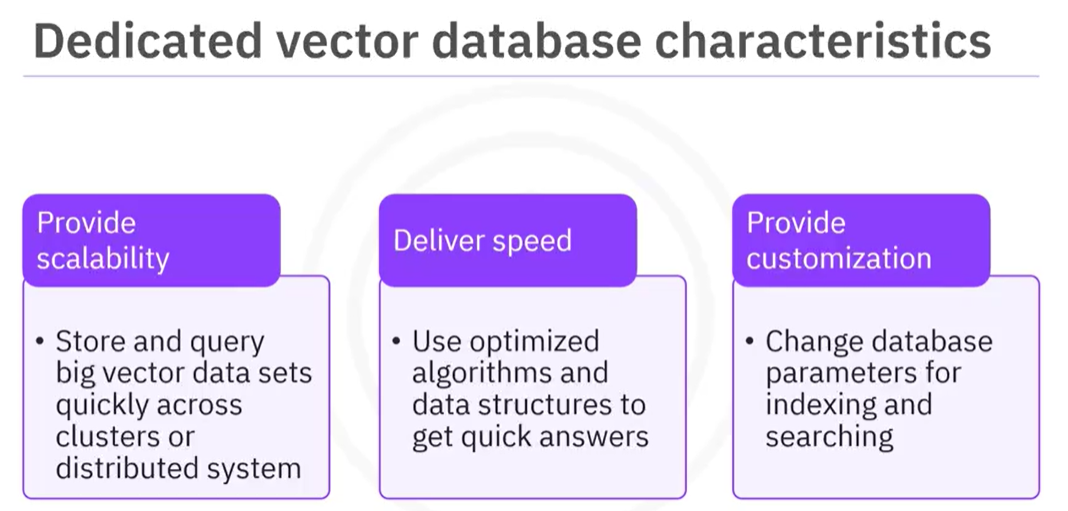 Dedicated vector database characteristics
Provide
scalability
• Store and query
big vector data sets
quickly across
clusters or
distributed system
Deliver speed
• Use optimized
algorithms and
data structures to
get quick answers
Provide
customization
• Change database
parameters for
indexing and
searching